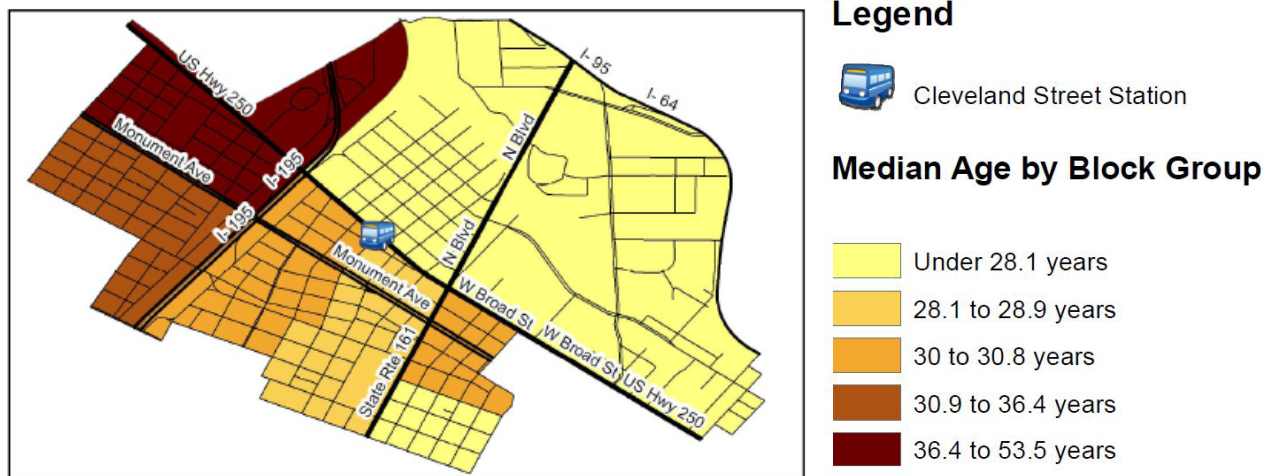 US Hwy 250
Monument Ave
I- 195
I- 195
I- 95
I- 64
N Blvd
N Blvd
Monument Ave
W Broad St
W Broad St
US Hwy 250
State Rte 161
Legend
Cleveland Street Station
Median Age by Block Group
Under 28.1 years
28.1 to 28.9 years
30 to 30.8 years
30.9 to 36.4 years
36.4 to 53.5 years